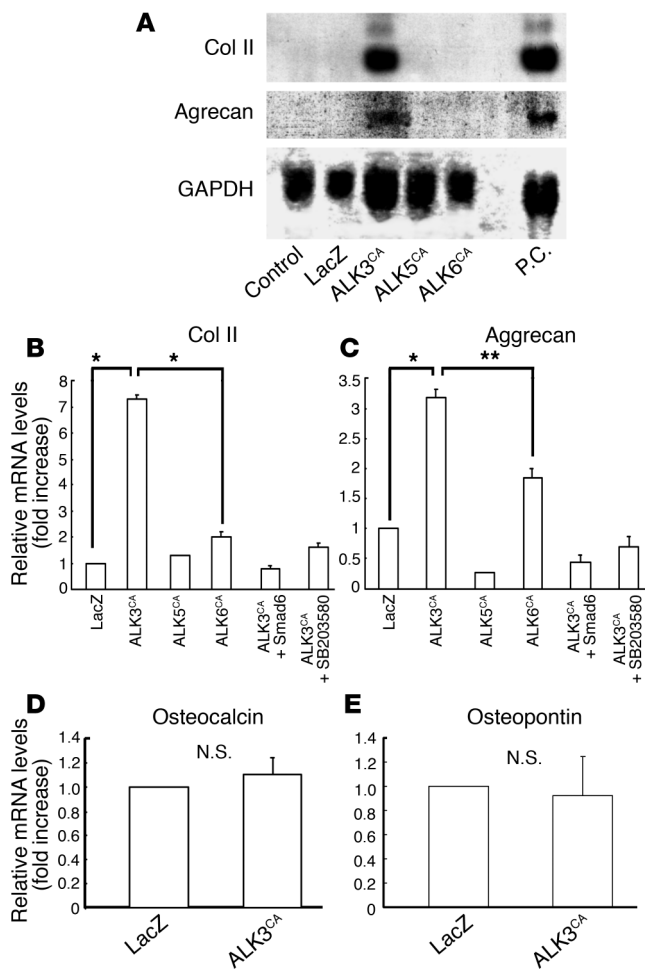 A
Col II
Agrecan
GAPDH
Control
LacZ
ALK3CA
ALK5CA
ALK6CA
P.C.
B
Col II
*
*
Relative mRNA levels
(fold increase)
8
7
6
5
4
3
2
1
0
LacZ
ALK3CA
ALK5CA
ALK6CA
ALK3CA
+ Smad6
ALK3CA
+ SB203580
C
Aggrecan
*
**
3.5
3
2.5
2
1.5
1
0.5
0
LacZ
ALK3CA
ALK5CA
ALK6CA
ALK3CA
+ Smad6
ALK3CA
+ SB203580
D
Osteocalcin
N.S.
Relative mRNA levels
(fold increase)
1.4
1.2
1.0
0.8
0.6
0.4
0.2
0
LacZ
ALK3CA
E
Osteopontin
N.S.
1.4
1.2
1.0
0.8
0.6
0.4
0.2
0
LacZ
ALK3CA